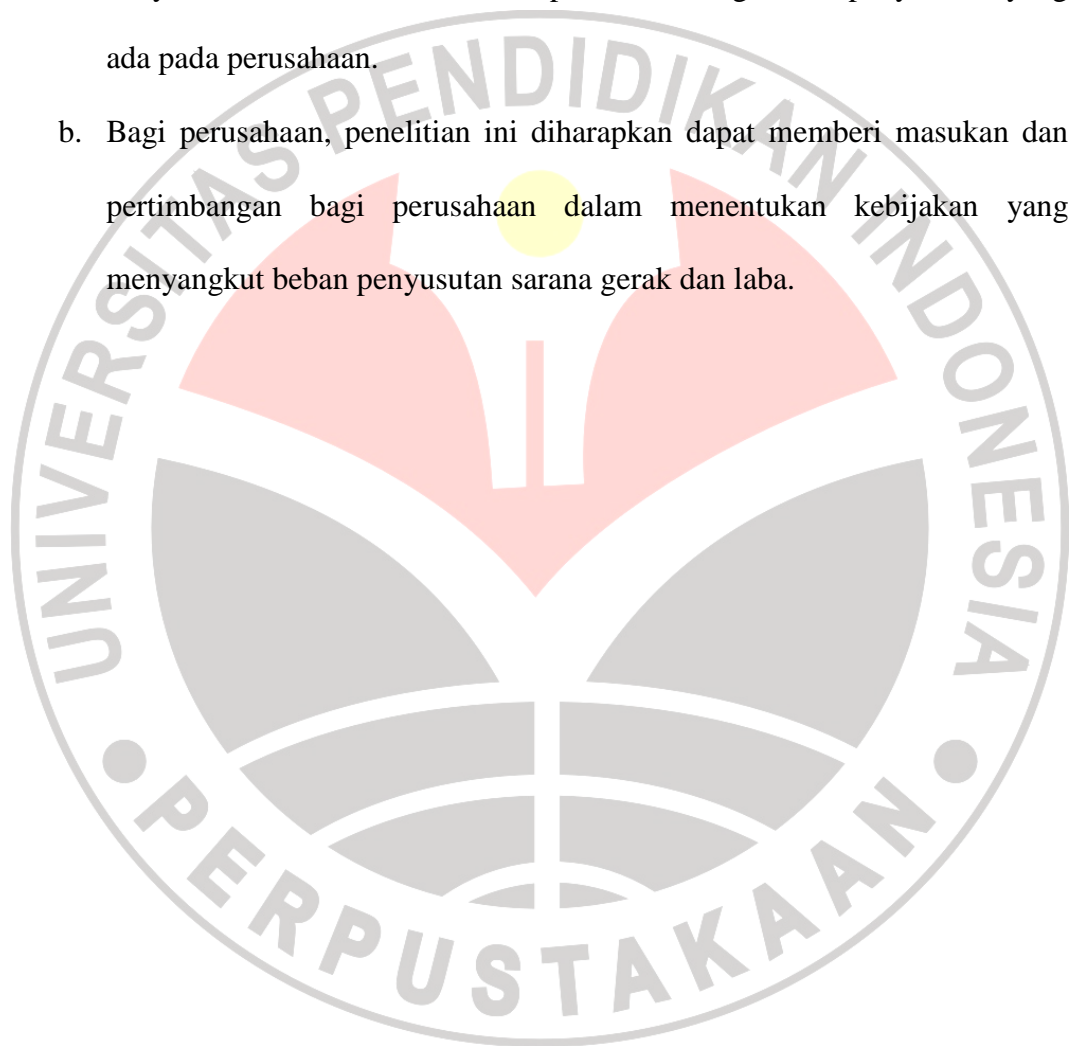 ada pada perusahaan.
b. Bagi perusahaan, penelitian ini diharapkan dapat memberi masukan dan
pertimbangan bagi perusahaan dalam menentukan kebijakan yang
menyangkut beban penyusutan sarana gerak dan laba.
UNIVERSITAS PENDIDIKAN INDONESIA
PERPUSTAKAAN